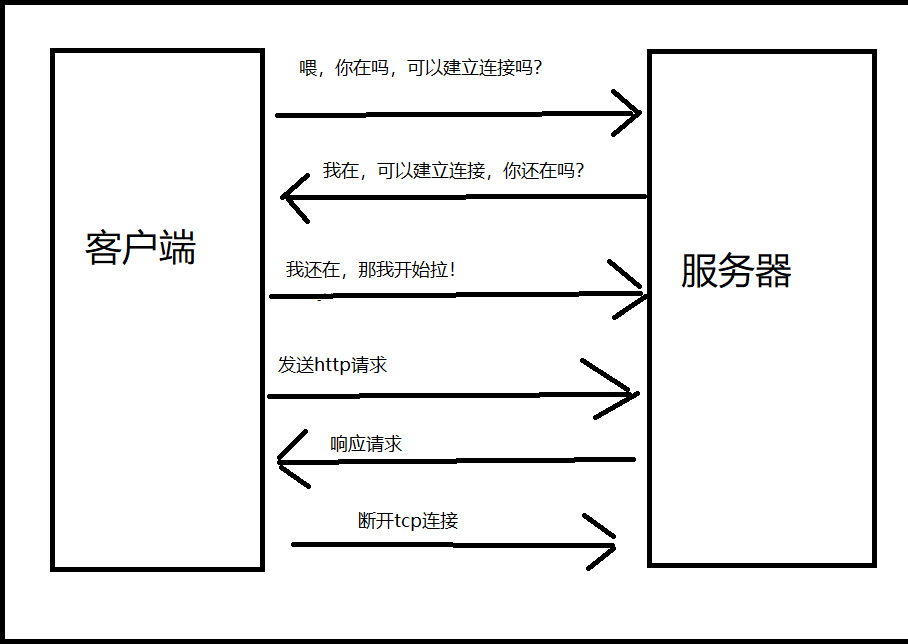 喂，你在吗，可以建立连接吗？
我在，可以建立连接，你还在吗？
客户端
我还在，那我开始拉！
服务器
发送http请求
响应请求
断开tcp连接